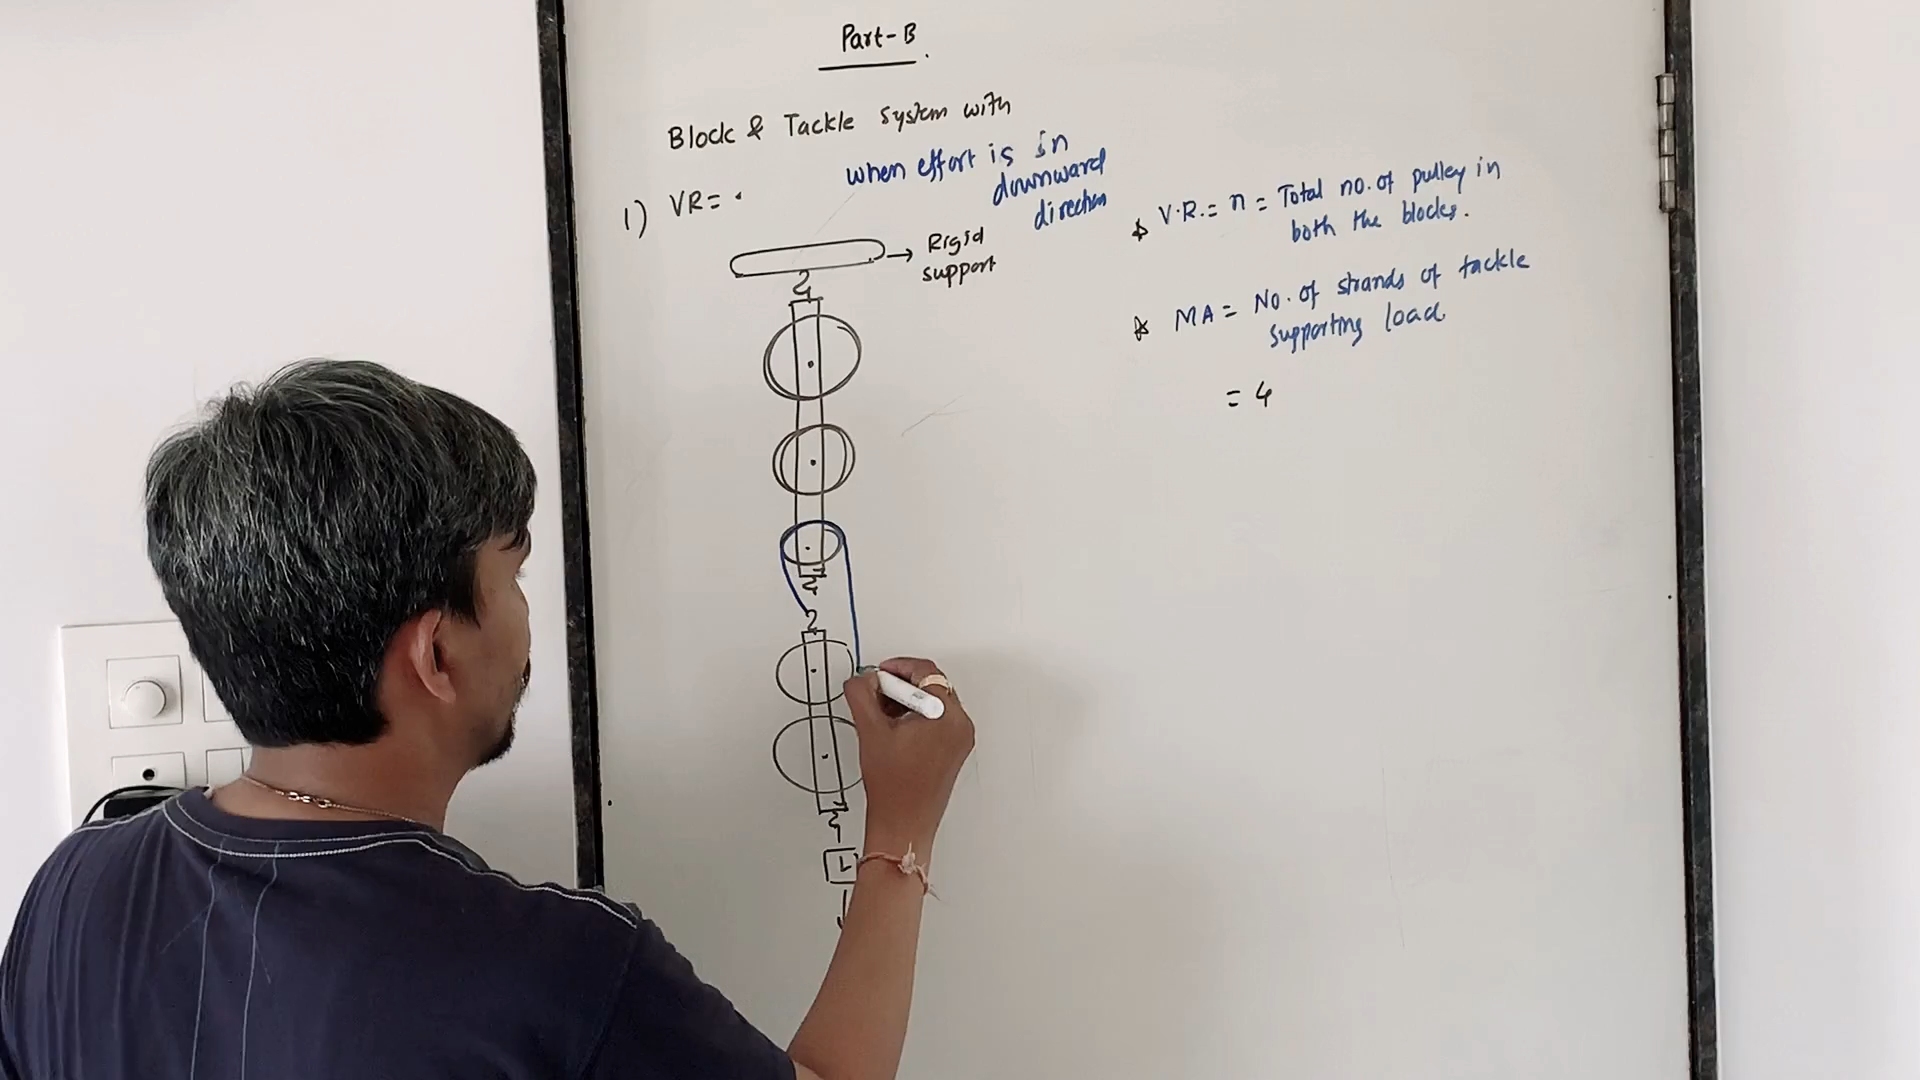 Part-B.
Block & Tackle System with
when effort is in
downward
direction
1) VR=
Rigid
support
V.R.= n = Total no. of pulley in
both the blocks.
MA = No. of strands of tackle
supporting load
= 4
L